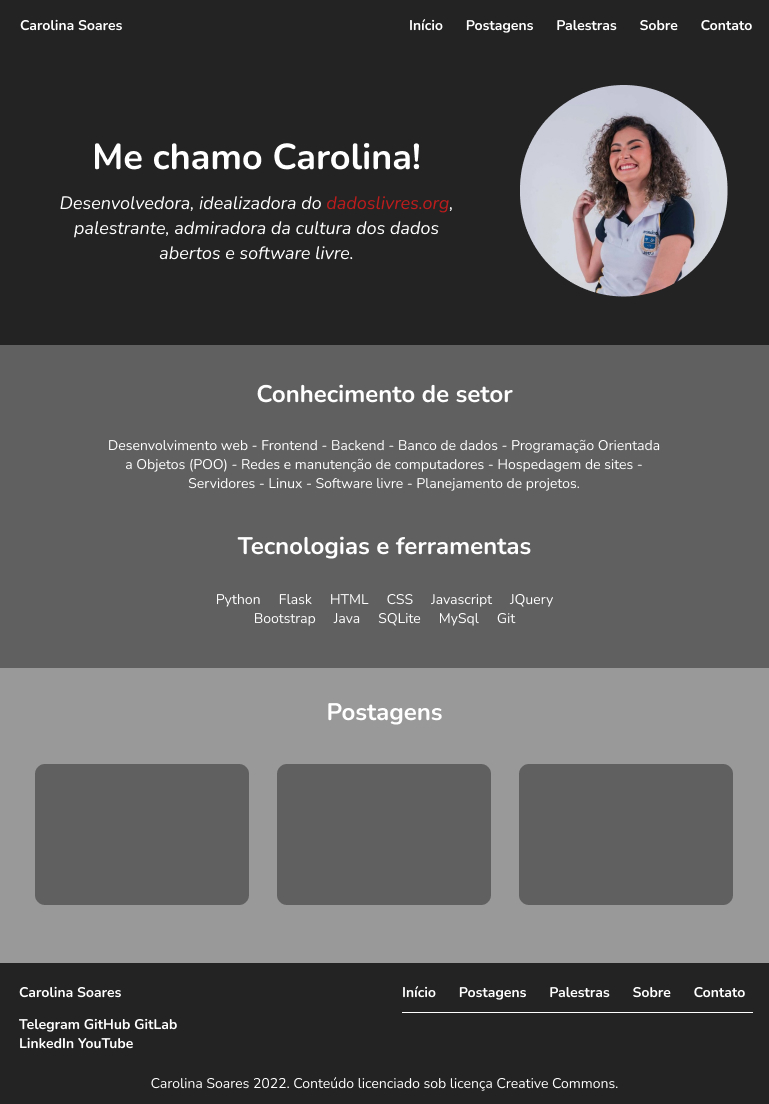 Carolina Soares
Início Postagens Palestras Sobre Contato
Me chamo Carolina!
Desenvolvedora, idealizadora do dadoslivres.org,
palestrante, admiradora da cultura dos dados
abertos e software livre.
Conhecimento de setor
Desenvolvimento web - Frontend - Backend - Banco de dados - Programação Orientada
a Objetos (POO) - Redes e manutenção de computadores - Hospedagem de sites -
Servidores - Linux - Software livre - Planejamento de projetos.
Tecnologias e ferramentas
Python Flask HTML CSS Javascript JQuery
Bootstrap Java SQLite MySql Git
Postagens
Carolina Soares
Início Postagens Palestras Sobre Contato
Telegram GitHub GitLab
LinkedIn YouTube
Carolina Soares 2022. Conteúdo licenciado sob licença Creative Commons.